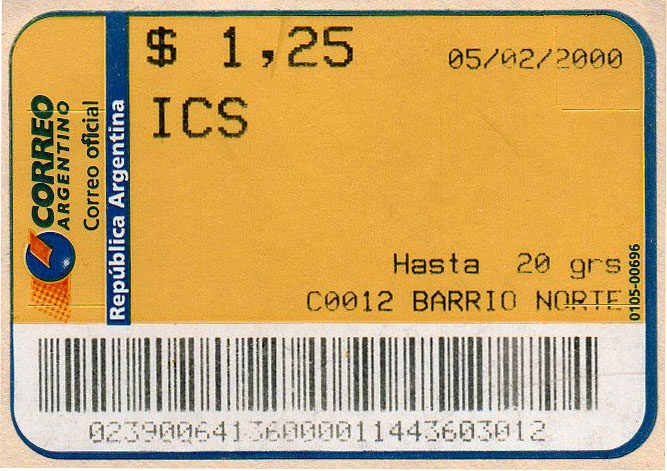 $ 1,25
05/02/2000
ICS
CORREO
ARGENTINO
Correo oficial
República Argentina
Hasta 20 grs
C0012 BARRIO NORTE
0105-00696
02390064136000011443603012